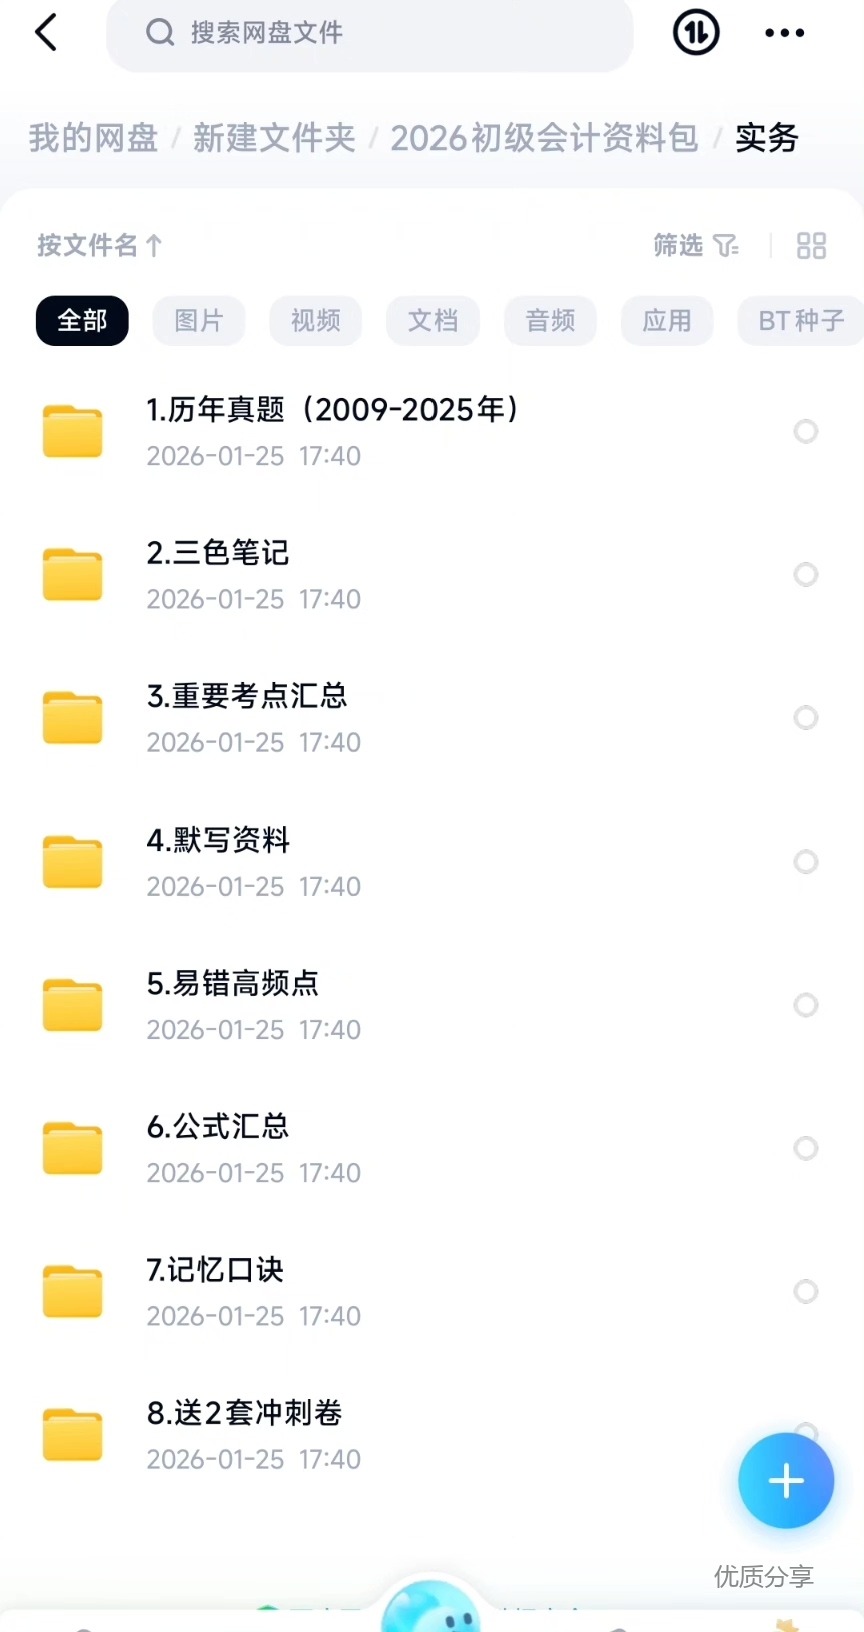 搜索网盘文件
我的网盘 / 新建文件夹 / 2026初级会计资料包 / 实务
按文件名↑ 筛选
全部 图片 视频 文档 音频 应用 BT种子
1.历年真题（2009-2025年）
2026-01-25 17:40
2.三色笔记
2026-01-25 17:40
3.重要考点汇总
2026-01-25 17:40
4.默写资料
2026-01-25 17:40
5.易错高频点
2026-01-25 17:40
6.公式汇总
2026-01-25 17:40
7.记忆口诀
2026-01-25 17:40
8.送2套冲刺卷
2026-01-25 17:40
优质分享